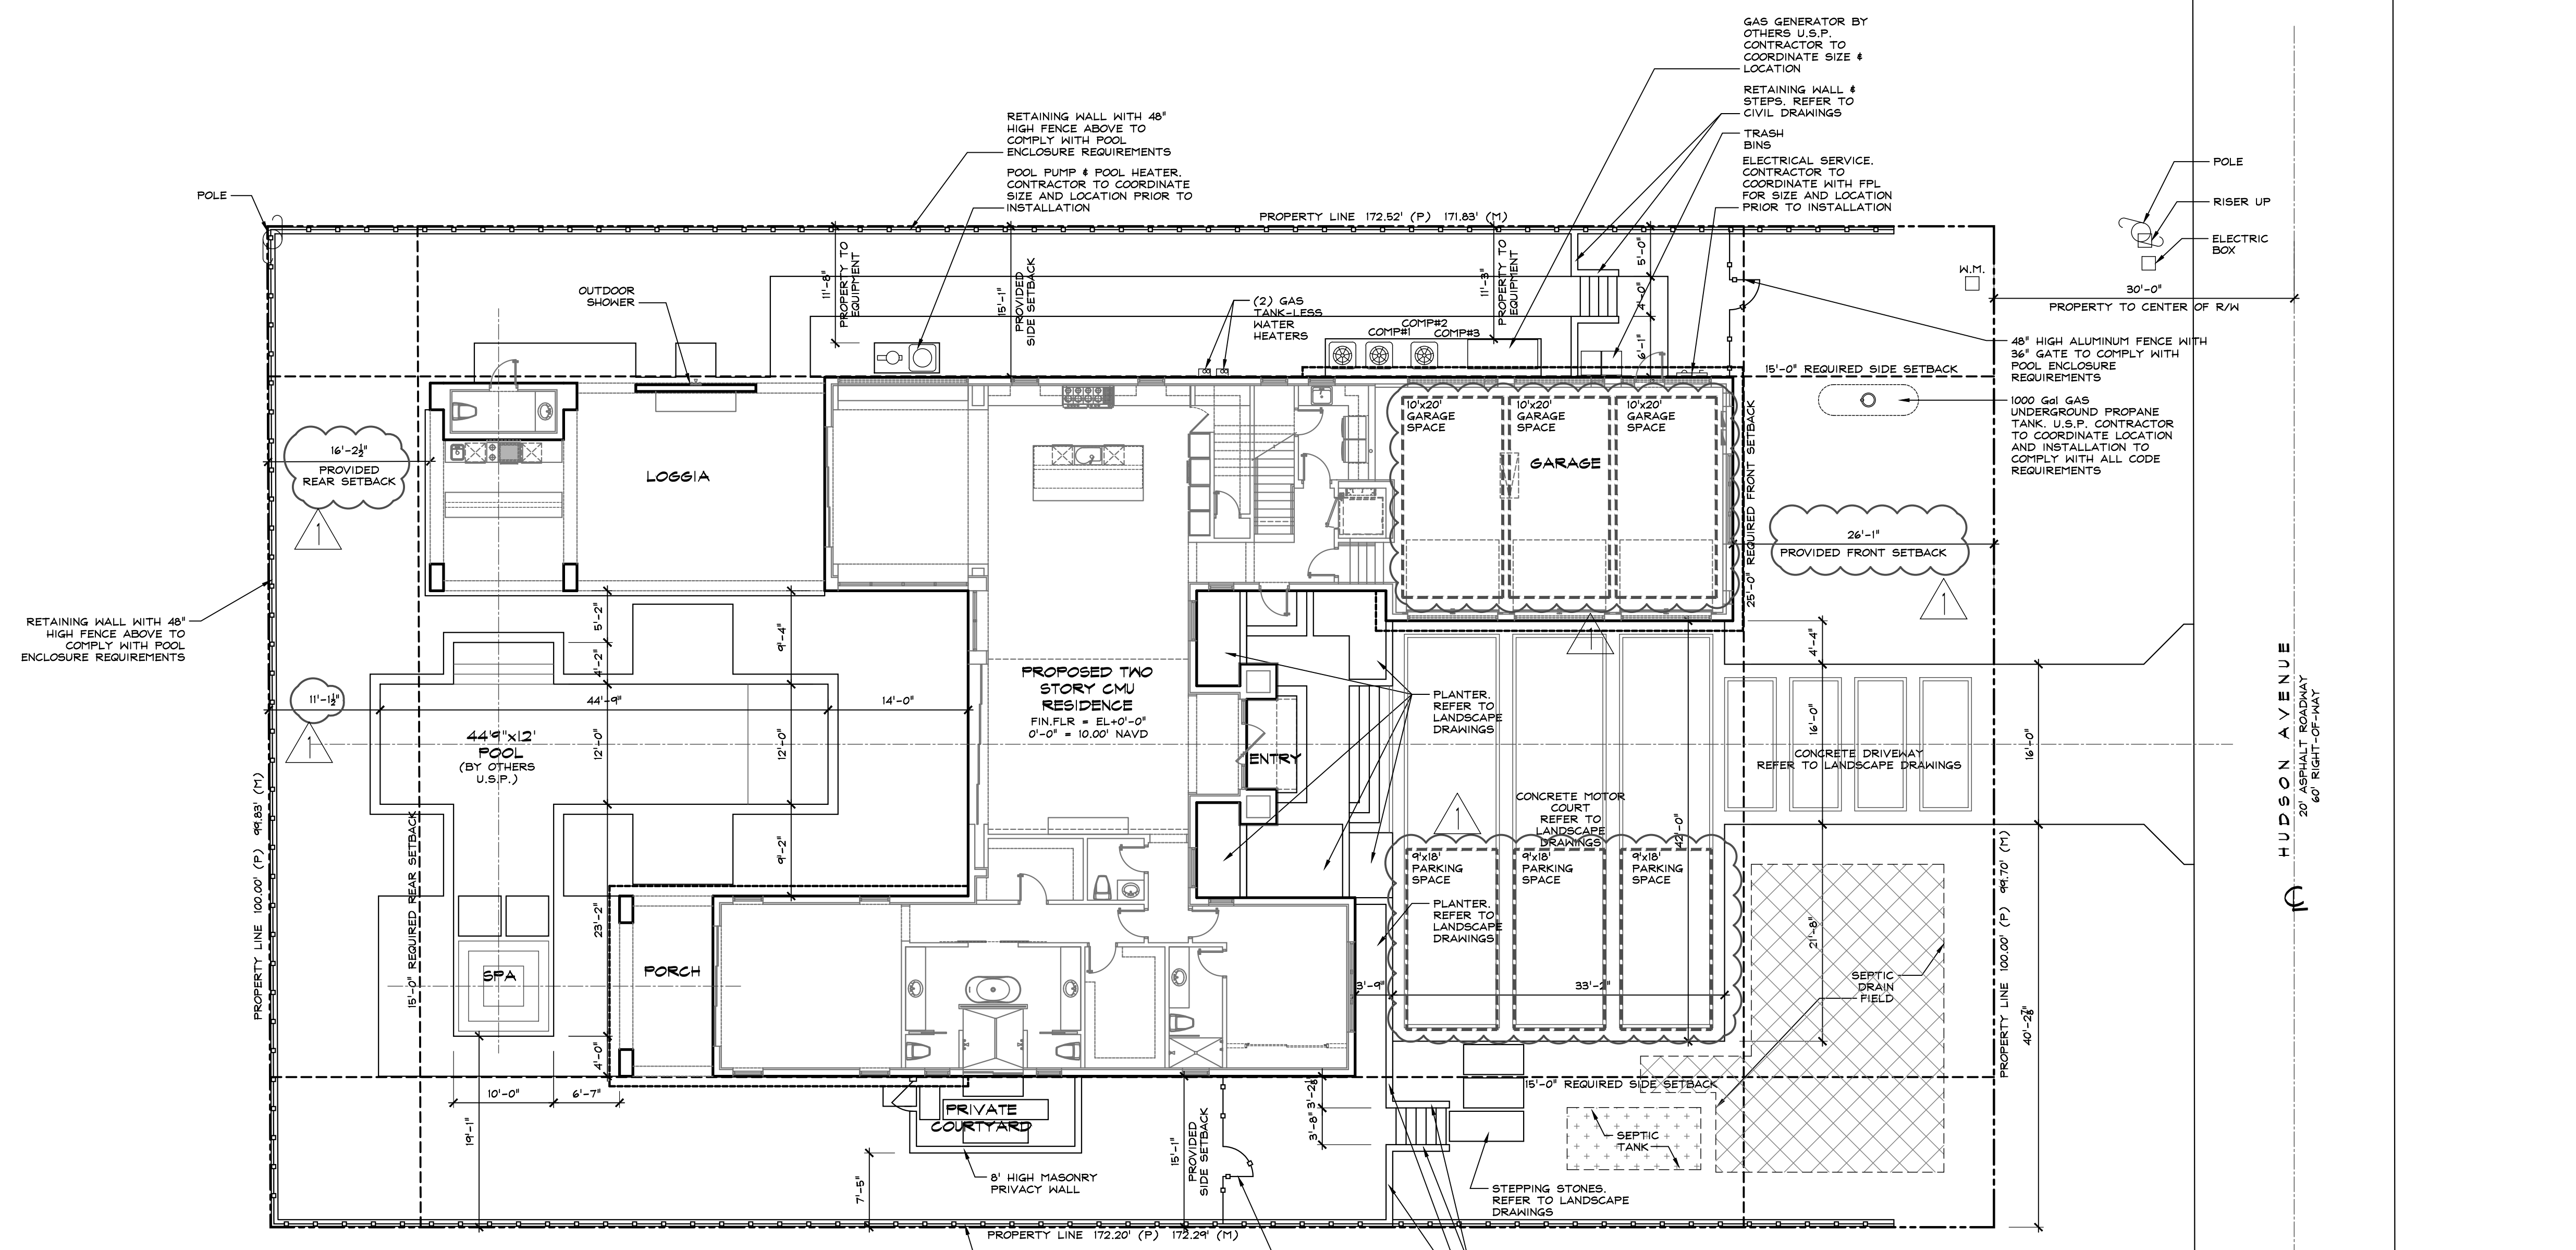 GAS GENERATOR BY
OTHERS U.S.P.
CONTRACTOR TO
COORDINATE SIZE &
LOCATION
RETAINING WALL &
STEPS. REFER TO
CIVIL DRAWINGS
TRASH
BINS
ELECTRICAL SERVICE.
CONTRACTOR TO
COORDINATE WITH FPL
FOR SIZE AND LOCATION
PRIOR TO INSTALLATION
RETAINING WALL WITH 48"
HIGH FENCE ABOVE TO
COMPLY WITH POOL
ENCLOSURE REQUIREMENTS
POOL PUMP & POOL HEATER.
CONTRACTOR TO COORDINATE
SIZE AND LOCATION PRIOR TO
INSTALLATION
POLE
POLE
RISER UP
ELECTRIC
BOX
PROPERTY LINE 172.52' (P) 171.83' (M)
W.M.
30'-0"
PROPERTY TO CENTER OF R/W
11'-8"
PROPERTY TO
EQUIPMENT
15'-1"
PROVIDED
SIDE SETBACK
11'-3"
PROPERTY TO
EQUIPMENT
5'-0"
4'-0"
6'-1"
OUTDOOR
SHOWER
(2) GAS
TANK-LESS
WATER
HEATERS
COMP#1
COMP#2
COMP#3
48" HIGH ALUMINUM FENCE WITH
36" GATE TO COMPLY WITH
POOL ENCLOSURE
REQUIREMENTS
15'-0" REQUIRED SIDE SETBACK
1000 Gal GAS
UNDERGROUND PROPANE
TANK. U.S.P. CONTRACTOR
TO COORDINATE LOCATION
AND INSTALLATION TO
COMPLY WITH ALL CODE
REQUIREMENTS
10'x20'
GARAGE
SPACE
10'x20'
GARAGE
SPACE
10'x20'
GARAGE
SPACE
GARAGE
25'-0" REQUIRED FRONT SETBACK
16'-2½"
PROVIDED
REAR SETBACK
1
LOGGIA
26'-1"
PROVIDED FRONT SETBACK
1
1
RETAINING WALL WITH 48"
HIGH FENCE ABOVE TO
COMPLY WITH POOL
ENCLOSURE REQUIREMENTS
5'-2"
4'-2"
9'-4"
4'-4"
11'-1½"
1
44'-9"
14'-0"
PROPOSED TWO
STORY CMU
RESIDENCE
FIN.FLR = EL+0'-0"
0'-0" = 10.00' NAVD
PLANTER.
REFER TO
LANDSCAPE
DRAWINGS
44'9"x12'
POOL
(BY OTHERS
U.S.P.)
12'-0"
12'-0"
ENTRY
16'-0"
16'-0"
CONCRETE DRIVEWAY
REFER TO LANDSCAPE DRAWINGS
HUDSON AVENUE
20' ASPHALT ROADWAY
60' RIGHT-OF-WAY
CONCRETE MOTOR
COURT
REFER TO
LANDSCAPE
DRAWINGS
1
42'-0"
9'-2"
9'x18'
PARKING
SPACE
9'x18'
PARKING
SPACE
9'x18'
PARKING
SPACE
PROPERTY LINE 100.00' (P) 99.83' (M)
15'-0" REQUIRED REAR SETBACK
PROPERTY LINE 100.00' (P) 99.70' (M)
PLANTER.
REFER TO
LANDSCAPE
DRAWINGS
23'-2"
21'-8"
SPA
PORCH
3'-9"
33'-2"
SEPTIC
DRAIN
FIELD
40'-2⅞"
4'-0"
10'-0"
6'-7"
19'-1"
PRIVATE
COURTYARD
15'-0" REQUIRED SIDE SETBACK
3'-2½"
3'-8"
15'-1"
PROVIDED
SIDE SETBACK
SEPTIC
TANK
7'-5"
8' HIGH MASONRY
PRIVACY WALL
STEPPING STONES.
REFER TO LANDSCAPE
DRAWINGS
PROPERTY LINE 172.20' (P) 172.29' (M)